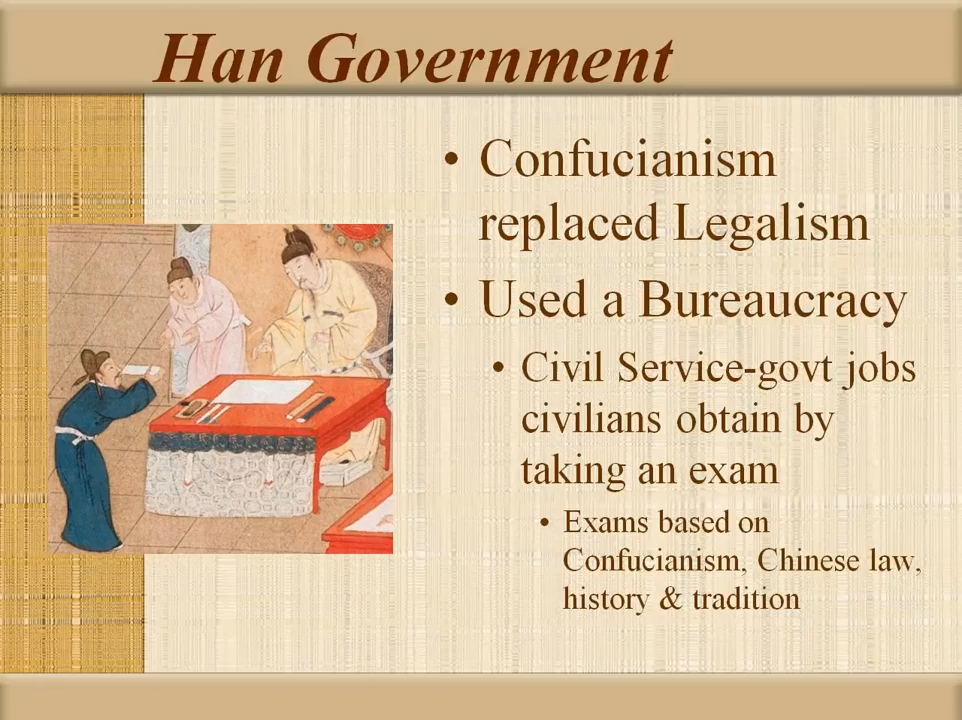 Han Government
• Confucianism
replaced Legalism
• Used a Bureaucracy
• Civil Service-govt jobs
civilians obtain by
taking an exam
• Exams based on
Confucianism, Chinese law,
history & tradition